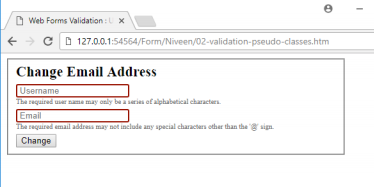 Web Forms Validation : U
127.0.0.1:54564/Form/Niveen/02-validation-pseudo-classes.htm
Change Email Address
Username
The required user name may only be a series of alphabetical characters.
Email
The required email address may not include any special characters other than the '@' sign.
Change